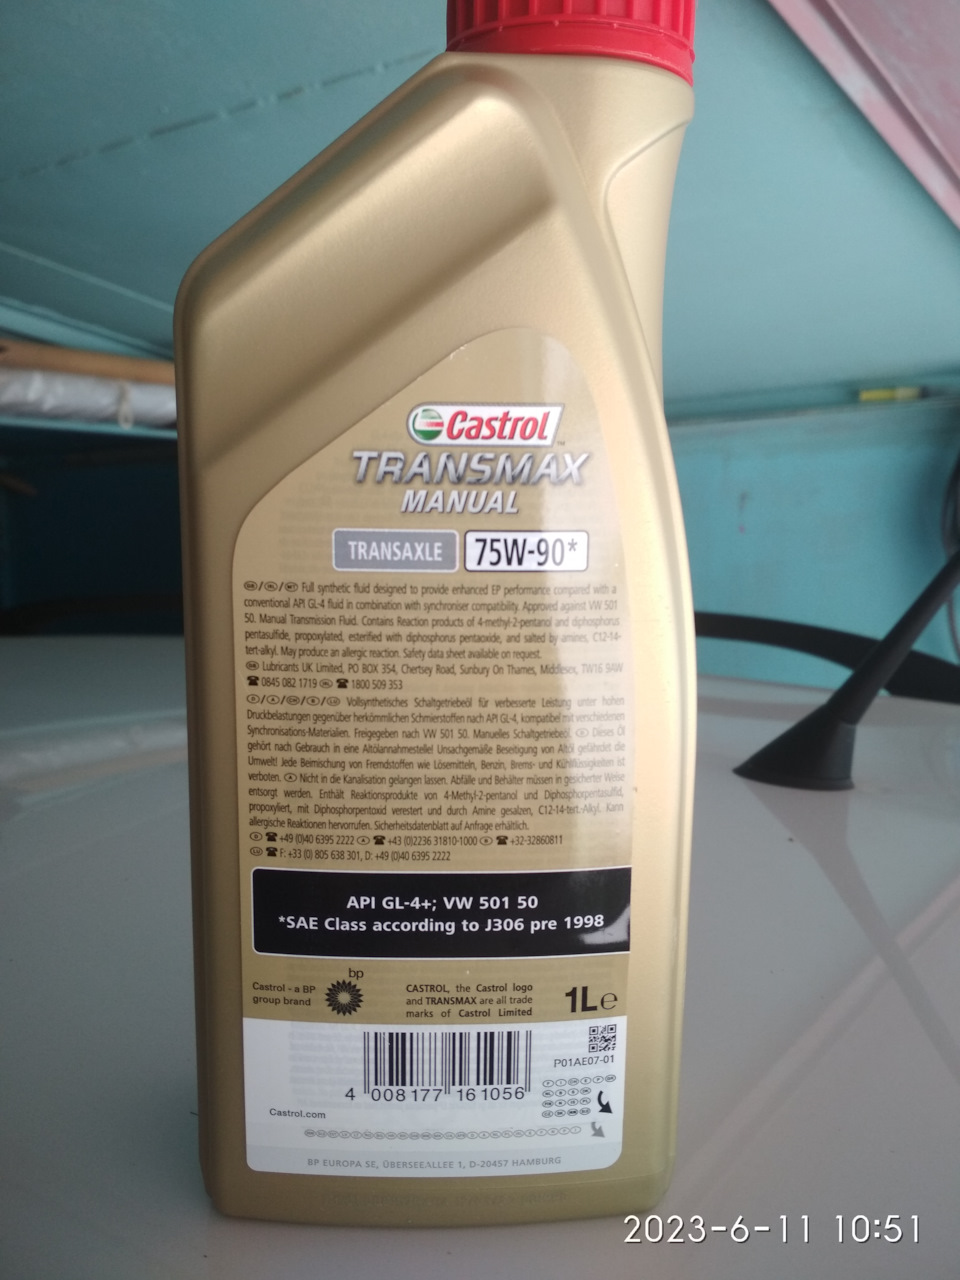 Castrol
TRANSMAX
MANUAL
TRANSAXLE 75W-90*
GB/IRL/MT Full synthetic fluid designed to provide enhanced EP performance compared with a
conventional API GL-4 fluid in combination with synchroniser compatibility. Approved against VW 501
50. Manual Transmission Fluid. Contains Reaction products of 4-methyl-2-pentanol and diphosphorus
pentasulfide, propoxylated, esterified with diphosphorus pentaoxide, and salted by amines, C12-14-
tert-alkyl. May produce an allergic reaction. Safety data sheet available on request.
GB Lubricants UK Limited, PO BOX 354, Chertsey Road, Sunbury On Thames, Middlesex, TW16 9AW
☎ 0845 082 1719 IRL ☎ 1800 509 353
D/A/CH/B/LU Vollsynthetisches Schaltgetriebeöl für verbesserte Leistung unter hohen
Druckbelastungen gegenüber herkömmlichen Schmierstoffen nach API GL-4, kompatibel mit verschiedenen
Synchronisations-Materialien. Freigegeben nach VW 501 50. Manuelles Schaltgetriebeöl. D Dieses Öl
gehört nach Gebrauch in eine Altölannahmestelle! Unsachgemäße Beseitigung von Altöl gefährdet die
Umwelt! Jede Beimischung von Fremdstoffen wie Lösemitteln, Benzin, Brems- und Kühlflüssigkeiten ist
verboten. A Nicht in die Kanalisation gelangen lassen. Abfälle und Behälter müssen in gesicherter Weise
entsorgt werden. Enthält Reaktionsprodukte von 4-Methyl-2-pentanol und Diphosphorpentasulfid,
propoxyliert, mit Diphosphorpentoxid verestert und durch Amine gesalzen, C12-14-tert.-Alkyl. Kann
allergische Reaktionen hervorrufen. Sicherheitsdatenblatt auf Anfrage erhältlich.
D ☎ +49 (0)40 6395 2222 A ☎ +43 (0)2236 31810-1000 B ☎ +32-32860811
LU ☎ F: +33 (0) 805 638 301, D: +49 (0)40 6395 2222
API GL-4+; VW 501 50
*SAE Class according to J306 pre 1998
bp
Castrol - a BP
group brand
CASTROL, the Castrol logo
and TRANSMAX are all trade
marks of Castrol Limited
1L℮
P01AE07-01
4 008177 161056
Castrol.com
BP EUROPA SE, ÜBERSEEALLEE 1, D-20457 HAMBURG
2023-6-11 10:51